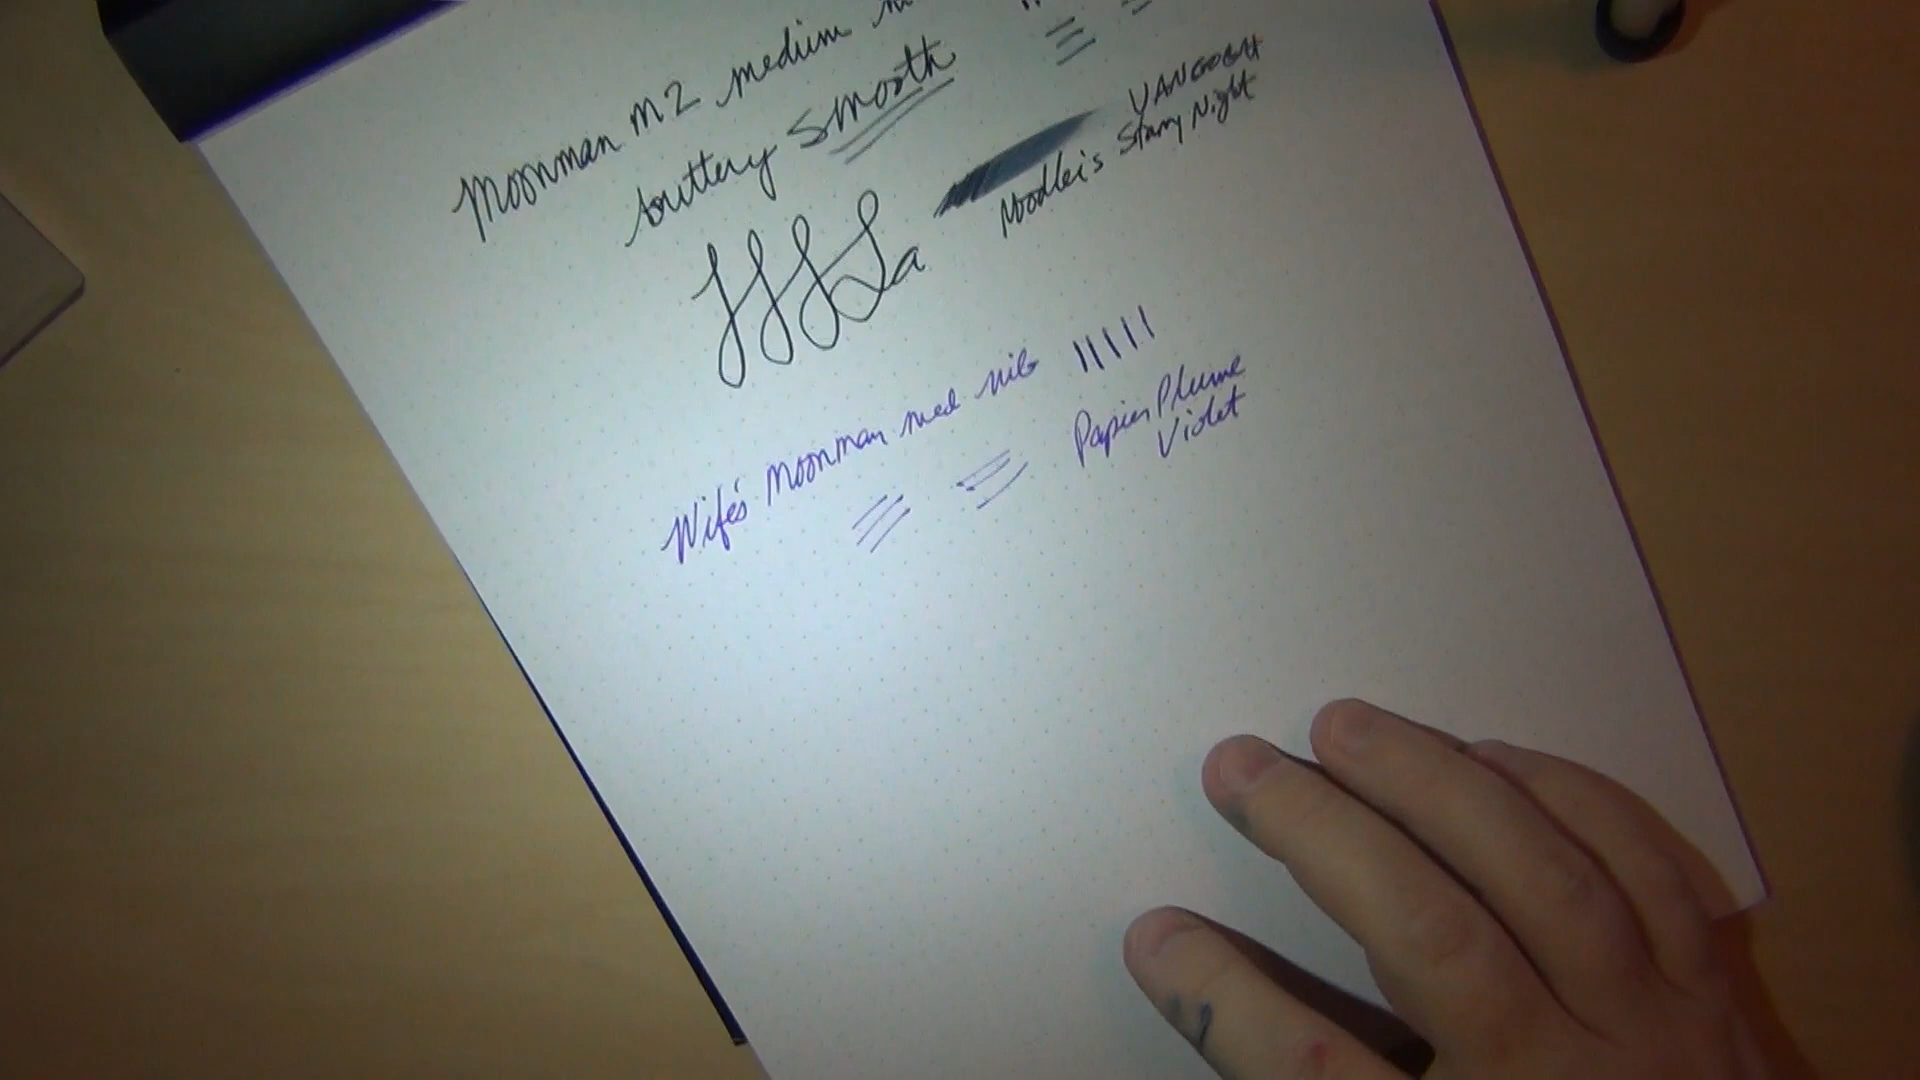 Moonman M2 medium
buttery smooth
VANGOGH
Starry Night
Noodler's
Wife's Moonman med nib
Papier Plume
Violet